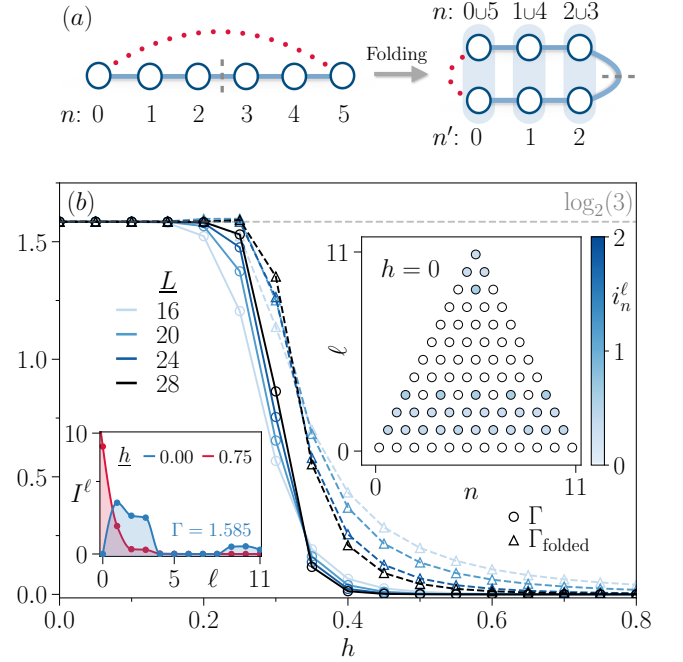 (a)
n: 0∪5 1∪4 2∪3
Folding
n: 0 1 2 3 4 5
n′: 0 1 2
(b)
log₂(3)
1.5
1.0
0.5
0.0
L
16
20
24
28
h = 0
11
ℓ
0
0 n 11
2
iₙ^ℓ
1
0
10
I^ℓ
0
h 0.00 0.75
Γ = 1.585
0 5 ℓ 11
Γ
Γ_folded
0.0 0.2 0.4 0.6 0.8
h